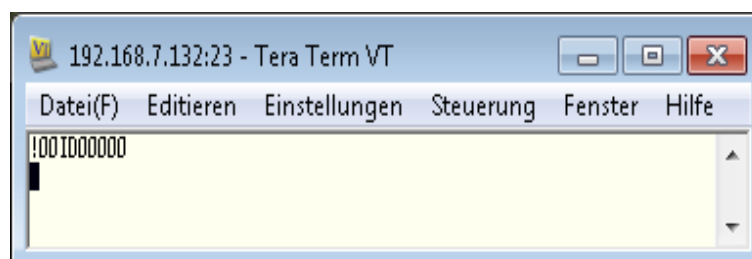 192.168.7.132:23 - Tera Term VT
Datei(F) Editieren Einstellungen Steuerung Fenster Hilfe
!00ID00000